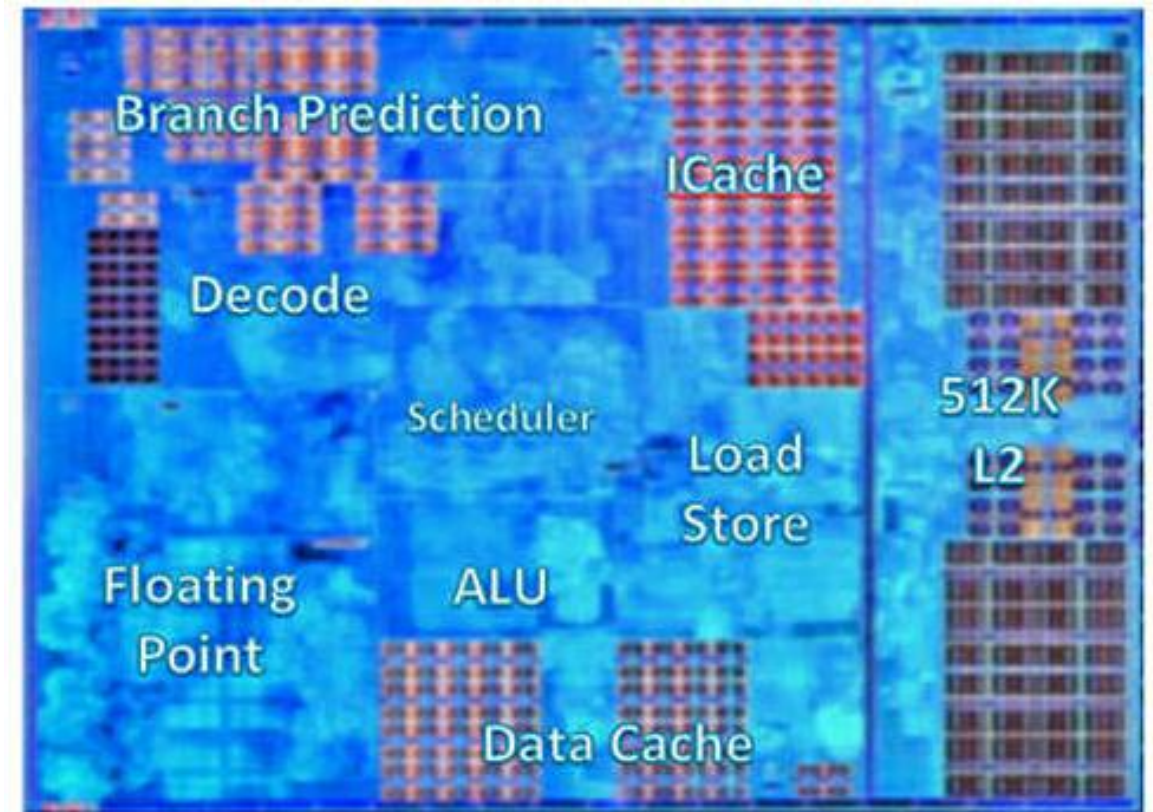 Branch Prediction
ICache
Decode
Scheduler
512K
L2
Load
Store
Floating
Point
ALU
Data Cache